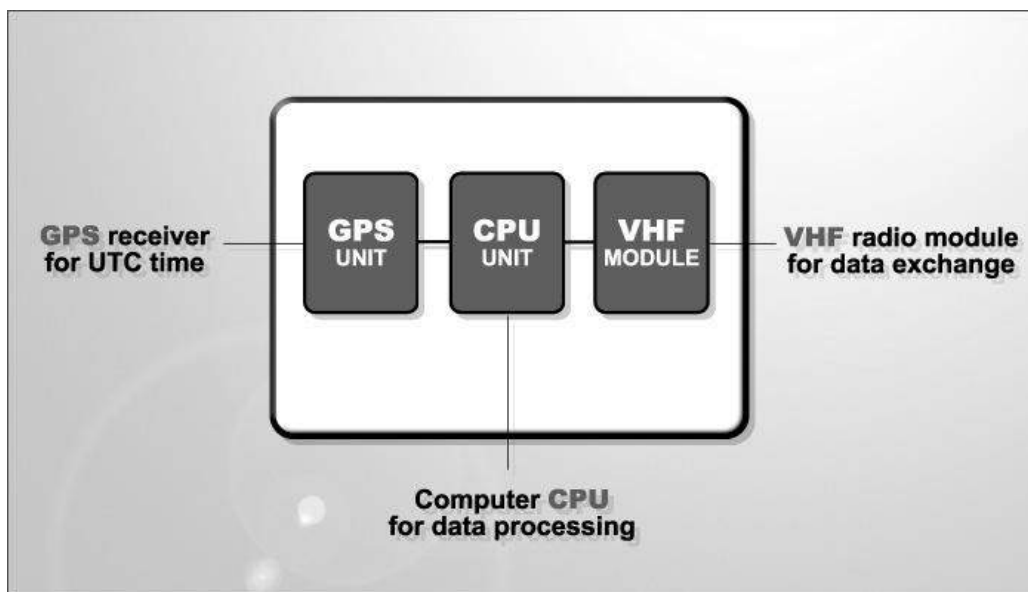 GPS
UNIT
CPU
UNIT
VHF
MODULE
GPS receiver
for UTC time
VHF radio module
for data exchange
Computer CPU
for data processing